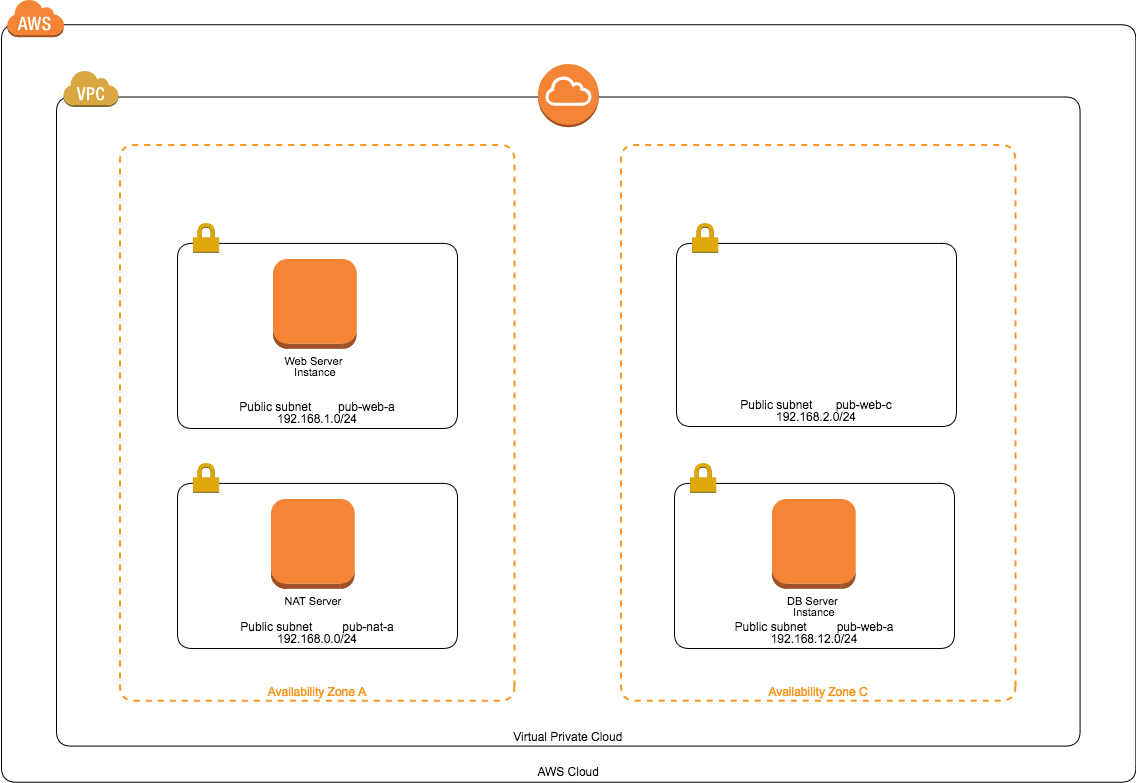 AWS
VPC
Web Server
Instance
Public subnet pub-web-a
192.168.1.0/24
Public subnet pub-web-c
192.168.2.0/24
NAT Server
Public subnet pub-nat-a
192.168.0.0/24
DB Server
Instance
Public subnet pub-web-a
192.168.12.0/24
Availability Zone A
Availability Zone C
Virtual Private Cloud
AWS Cloud